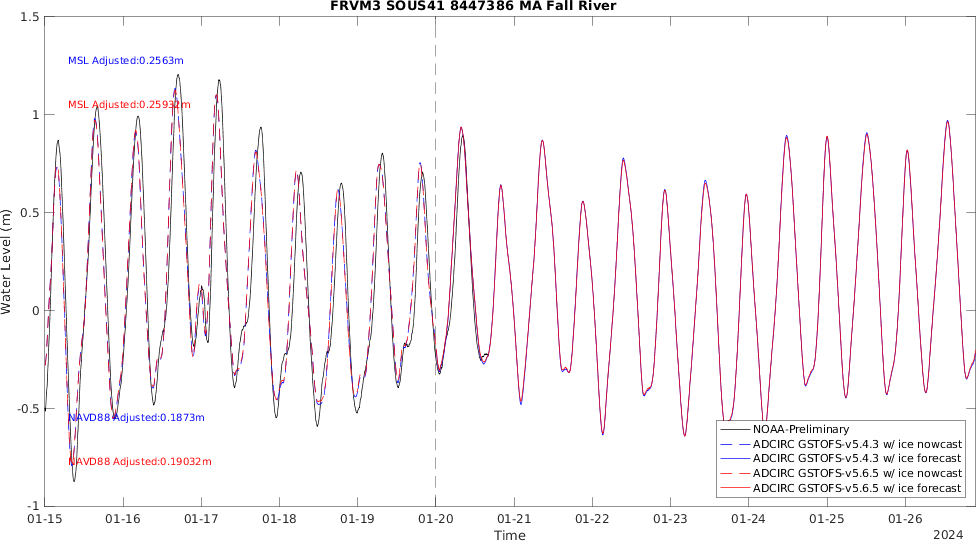 FRVM3 SOUS41 8447386 MA Fall River
1.5
1
0.5
0
-0.5
-1
Water Level (m)
MSL Adjusted:0.2563m
MSL Adjusted:0.25932m
NAVD88 Adjusted:0.1873m
NAVD88 Adjusted:0.19032m
NOAA-Preliminary
ADCIRC GSTOFS-v5.4.3 w/ ice nowcast
ADCIRC GSTOFS-v5.4.3 w/ ice forecast
ADCIRC GSTOFS-v5.6.5 w/ ice nowcast
ADCIRC GSTOFS-v5.6.5 w/ ice forecast
01-15 01-16 01-17 01-18 01-19 01-20 01-21 01-22 01-23 01-24 01-25 01-26
Time
2024